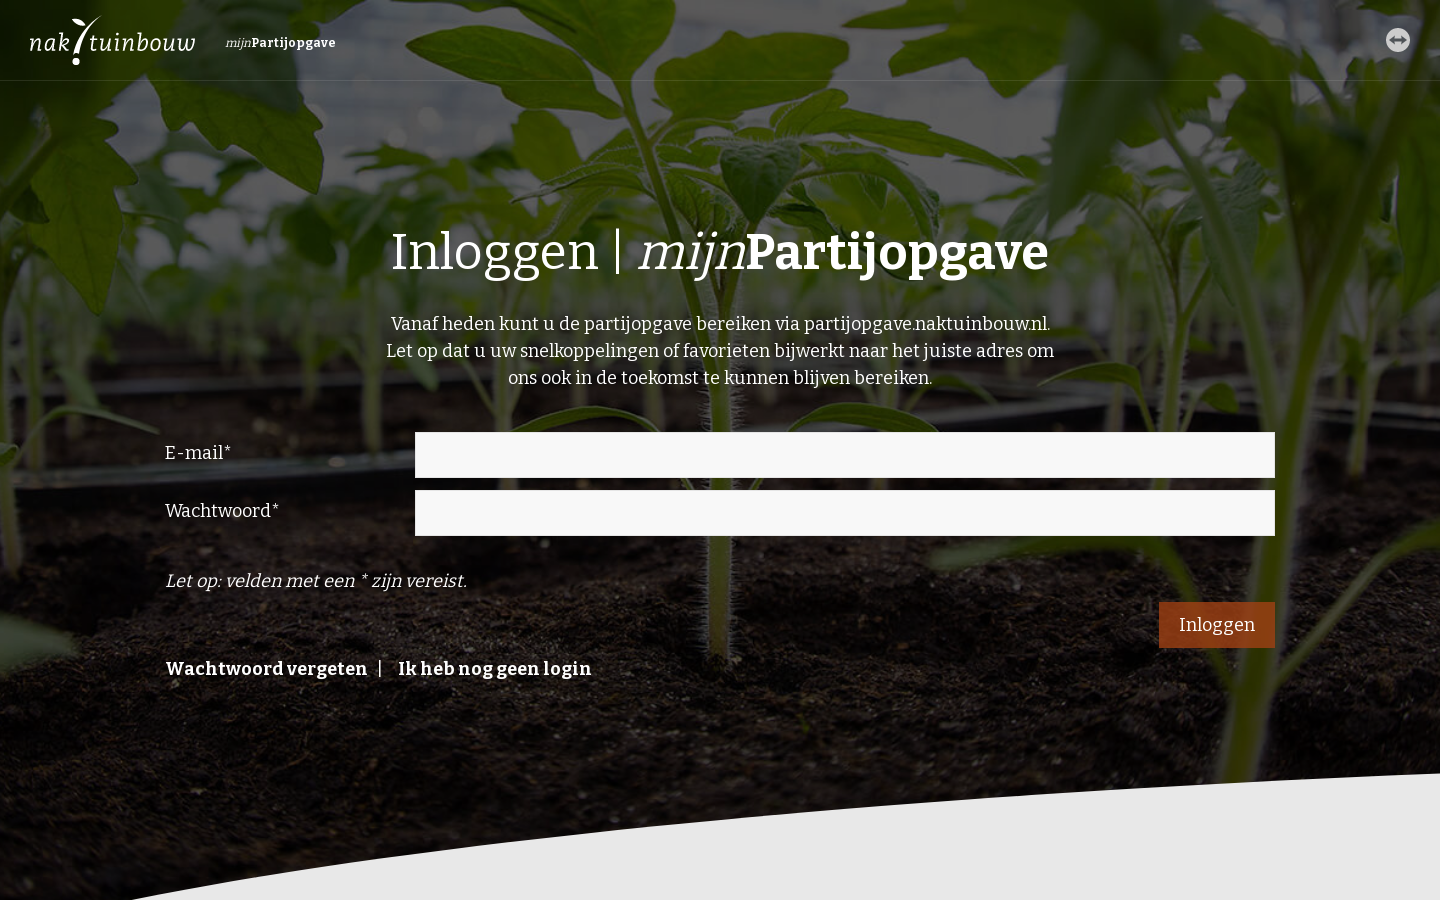 naktuinbouw
mijnPartijopgave
Inloggen | mijnPartijopgave
Vanaf heden kunt u de partijopgave bereiken via partijopgave.naktuinbouw.nl.
Let op dat u uw snelkoppelingen of favorieten bijwerkt naar het juiste adres om
ons ook in de toekomst te kunnen blijven bereiken.
E-mail*
Wachtwoord*
Let op: velden met een * zijn vereist.
Inloggen
Wachtwoord vergeten | Ik heb nog geen login